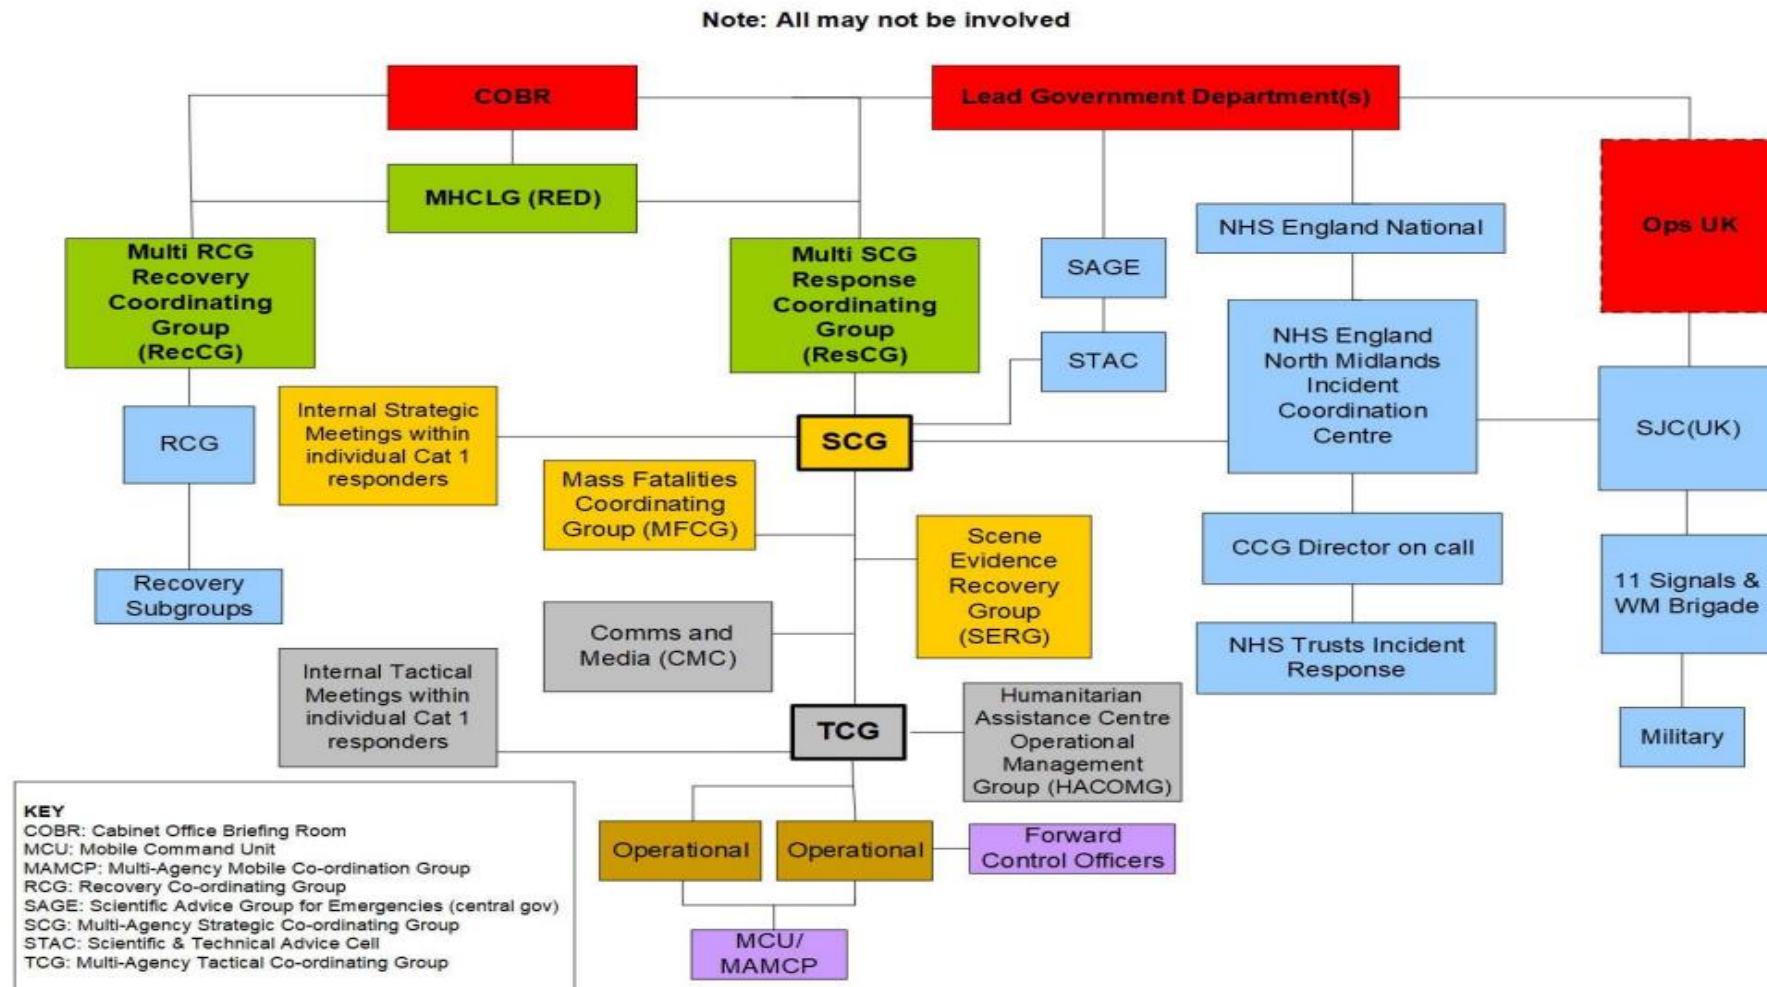 Note: All may not be involved
COBR
Lead Government Department(s)
MHCLG (RED)
Ops UK
NHS England National
Multi RCG
Recovery
Coordinating
Group
(RecCG)
Multi SCG
Response
Coordinating
Group
(ResCG)
SAGE
STAC
NHS England
North Midlands
Incident
Coordination
Centre
SJC(UK)
RCG
Internal Strategic
Meetings within
individual Cat 1
responders
SCG
Mass Fatalities
Coordinating
Group (MFCG)
Scene
Evidence
Recovery
Group
(SERG)
CCG Director on call
11 Signals &
WM Brigade
Recovery
Subgroups
Comms and
Media (CMC)
NHS Trusts Incident
Response
Internal Tactical
Meetings within
individual Cat 1
responders
TCG
Humanitarian
Assistance Centre
Operational
Management
Group (HACOMG)
Military
Operational
Operational
Forward
Control Officers
MCU/
MAMCP
KEY
COBR: Cabinet Office Briefing Room
MCU: Mobile Command Unit
MAMCP: Multi-Agency Mobile Co-ordination Group
RCG: Recovery Co-ordinating Group
SAGE: Scientific Advice Group for Emergencies (central gov)
SCG: Multi-Agency Strategic Co-ordinating Group
STAC: Scientific & Technical Advice Cell
TCG: Multi-Agency Tactical Co-ordinating Group